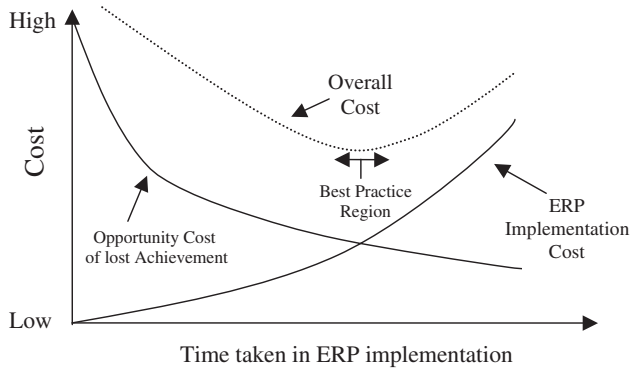 High
Overall
Cost
Cost
Best Practice
Region
ERP
Implementation
Cost
Opportunity Cost
of lost Achievement
Low
Time taken in ERP implementation